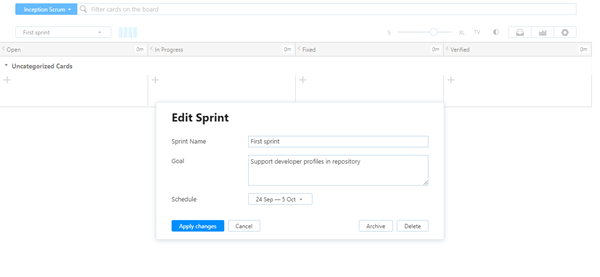 Inception Scrum
Filter cards on the board
First sprint
S XL TV
Open 0m In Progress 0m Fixed 0m Verified 0m
Uncategorized Cards
Edit Sprint
Sprint Name First sprint
Goal Support developer profiles in repository
Schedule 24 Sep — 5 Oct
Apply changes Cancel Archive Delete